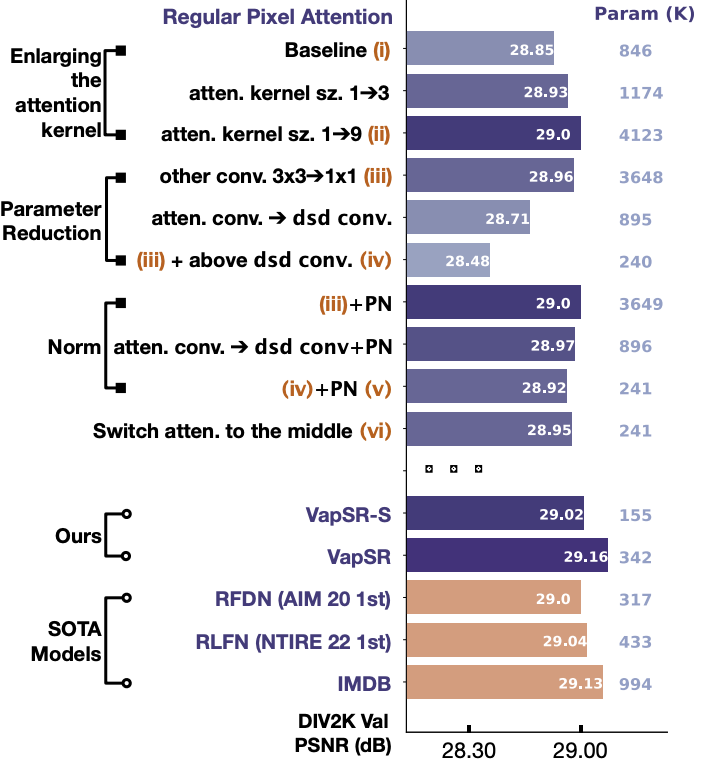 Regular Pixel Attention Param (K)
Enlarging the attention kernel
Baseline (i) 28.85 846
atten. kernel sz. 1➔3 28.93 1174
atten. kernel sz. 1➔9 (ii) 29.0 4123
Parameter Reduction
other conv. 3x3➔1x1 (iii) 28.96 3648
atten. conv. ➔ dsd conv. 28.71 895
(iii) + above dsd conv. (iv) 28.48 240
Norm
(iii)+PN 29.0 3649
atten. conv. ➔ dsd conv+PN 28.97 896
(iv)+PN (v) 28.92 241
Switch atten. to the middle (vi) 28.95 241
Ours
VapSR-S 29.02 155
VapSR 29.16 342
SOTA Models
RFDN (AIM 20 1st) 29.0 317
RLFN (NTIRE 22 1st) 29.04 433
IMDB 29.13 994
DIV2K Val
PSNR (dB) 28.30 29.00